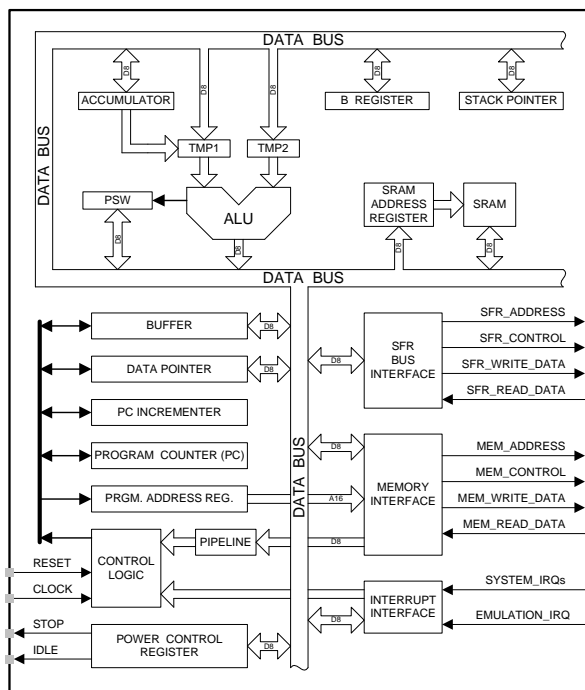 DATA BUS
D8
D8
D8
D8
D8
ACCUMULATOR
B REGISTER
STACK POINTER
DATA BUS
TMP1
TMP2
PSW
ALU
SRAM
ADDRESS
REGISTER
SRAM
D8
D8
D8
D8
DATA BUS
BUFFER
D8
DATA POINTER
D8
PC INCREMENTER
PROGRAM COUNTER (PC)
PRGM. ADDRESS REG.
A16
DATA BUS
D8
SFR
BUS
INTERFACE
SFR_ADDRESS
SFR_CONTROL
SFR_WRITE_DATA
SFR_READ_DATA
D8
MEMORY
INTERFACE
MEM_ADDRESS
MEM_CONTROL
MEM_WRITE_DATA
MEM_READ_DATA
PIPELINE
D8
CONTROL
LOGIC
RESET
CLOCK
INTERRUPT
INTERFACE
SYSTEM_IRQs
EMULATION_IRQ
D8
STOP
IDLE
POWER CONTROL
REGISTER
D8